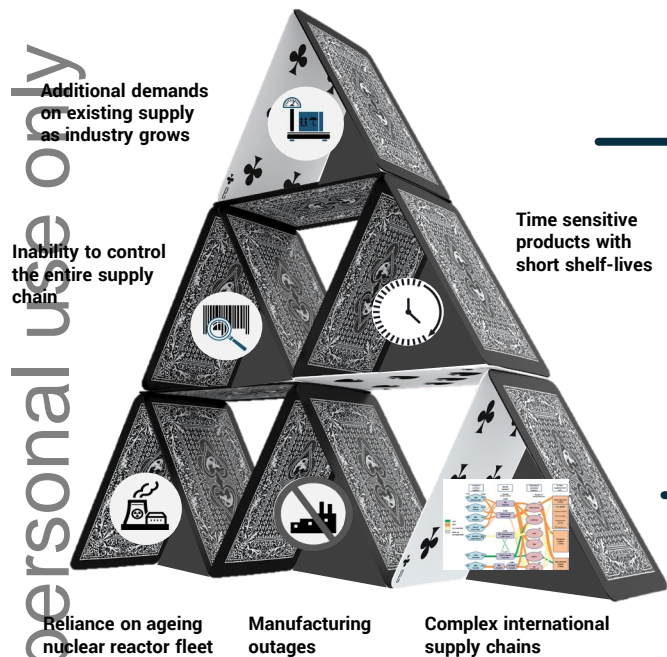 personal use only
Additional demands
on existing supply
as industry grows
Inability to control
the entire supply
chain
Time sensitive
products with
short shelf-lives
Reliance on ageing
nuclear reactor fleet
Manufacturing
outages
Complex international
supply chains